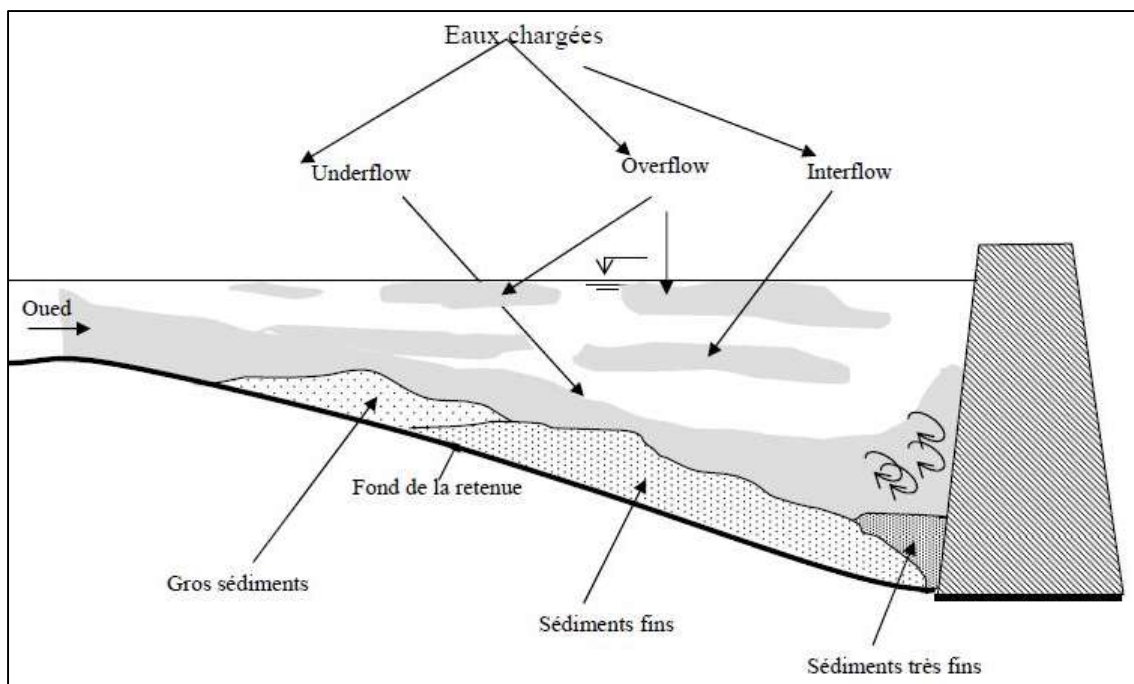 Eaux chargées
Underflow
Overflow
Interflow
Oued
Fond de la retenue
Gros sédiments
Sédiments fins
Sédiments très fins